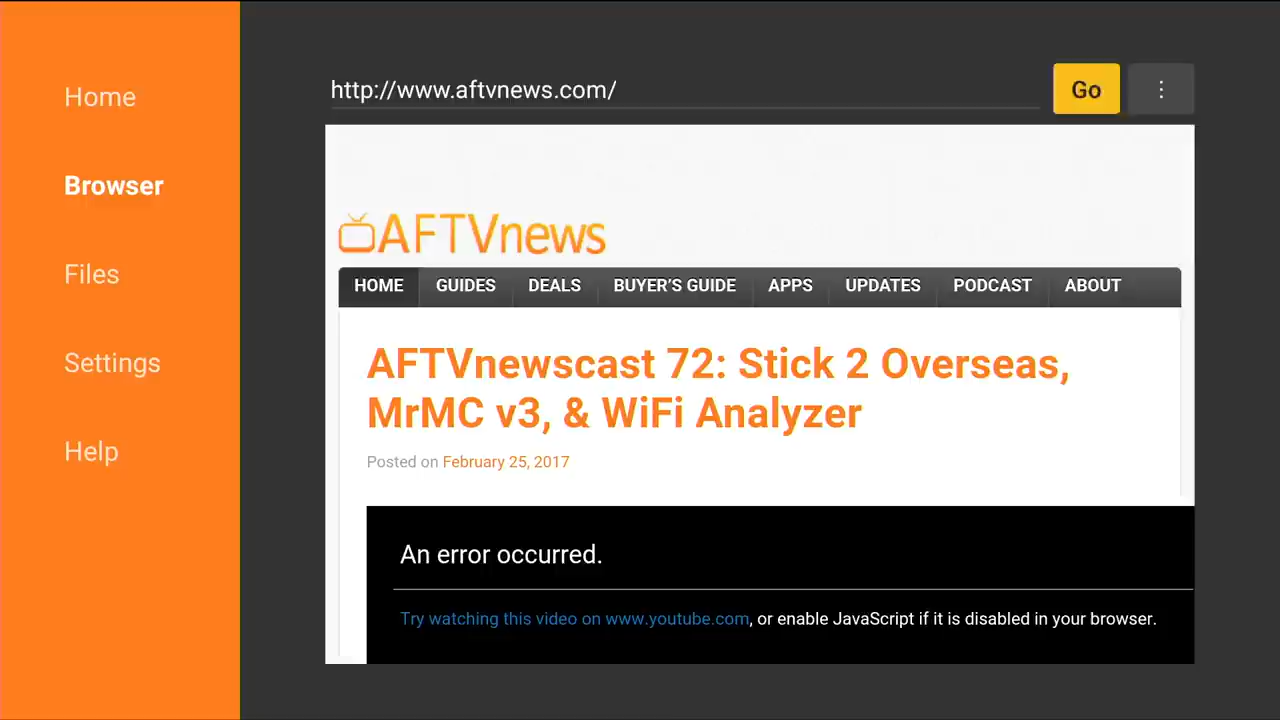 Home
Browser
Files
Settings
Help
http://www.aftvnews.com/
Go
AFTVnews
HOME GUIDES DEALS BUYER’S GUIDE APPS UPDATES PODCAST ABOUT
AFTVnewscast 72: Stick 2 Overseas,
MrMC v3, & WiFi Analyzer
Posted on February 25, 2017
An error occurred.
Try watching this video on www.youtube.com, or enable JavaScript if it is disabled in your browser.